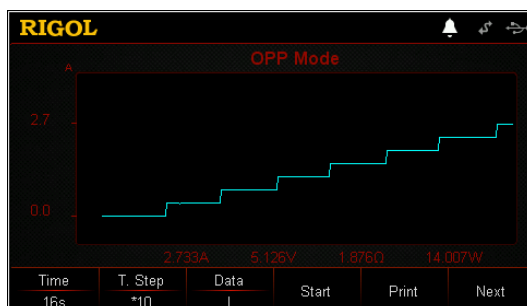 RIGOL
OPP Mode
A
2.7
0.0
2.733A 5.126V 1.876Ω 14.007W
Time T. Step Data Start Print Next
16s *10 I